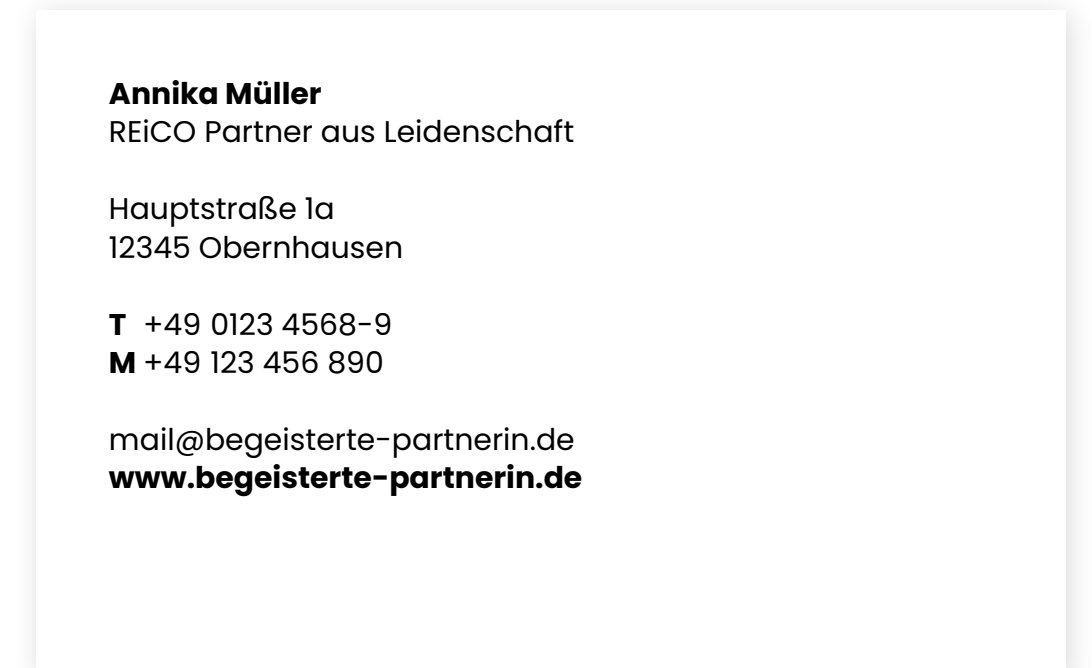 Annika Müller
REiCO Partner aus Leidenschaft
Hauptstraße 1a
12345 Obernhausen
T +49 0123 4568-9
M +49 123 456 890
mail@begeisterte-partnerin.de
www.begeisterte-partnerin.de